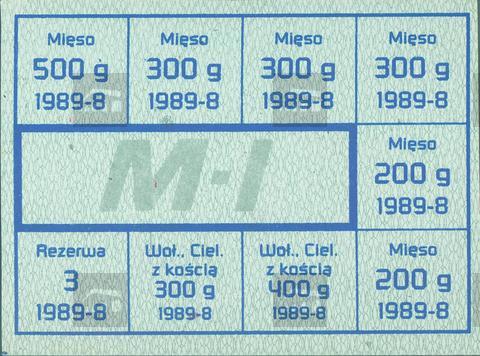 Mięso
500 g
1989-8
Mięso
300 g
1989-8
Mięso
300 g
1989-8
Mięso
300 g
1989-8
M-I
Mięso
200 g
1989-8
Rezerwa
3
1989-8
Woł., Ciel.
z kością
300 g
1989-8
Woł., Ciel.
z kością
400 g
1989-8
Mięso
200 g
1989-8